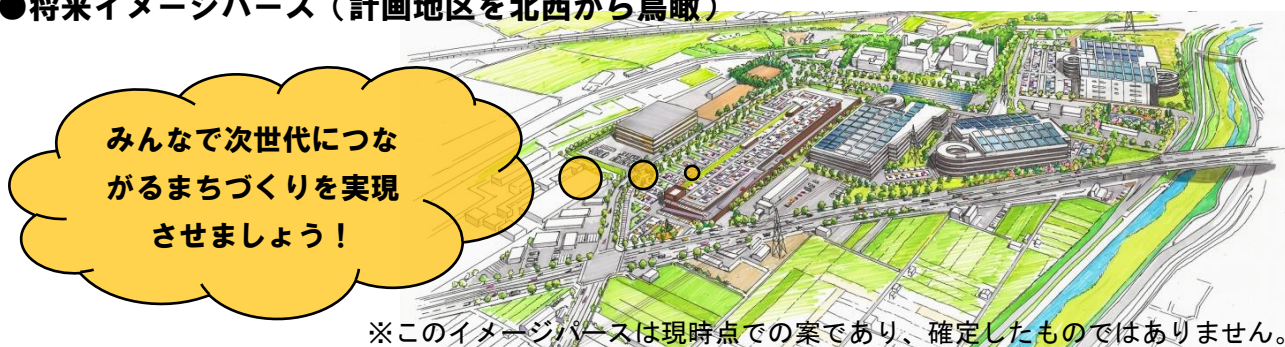 ●将来イメージパース（計画地区を北西から鳥瞰）
みんなで次世代につな
がるまちづくりを実現
させましょう！
※このイメージパースは現時点での案であり、確定したものではありません。